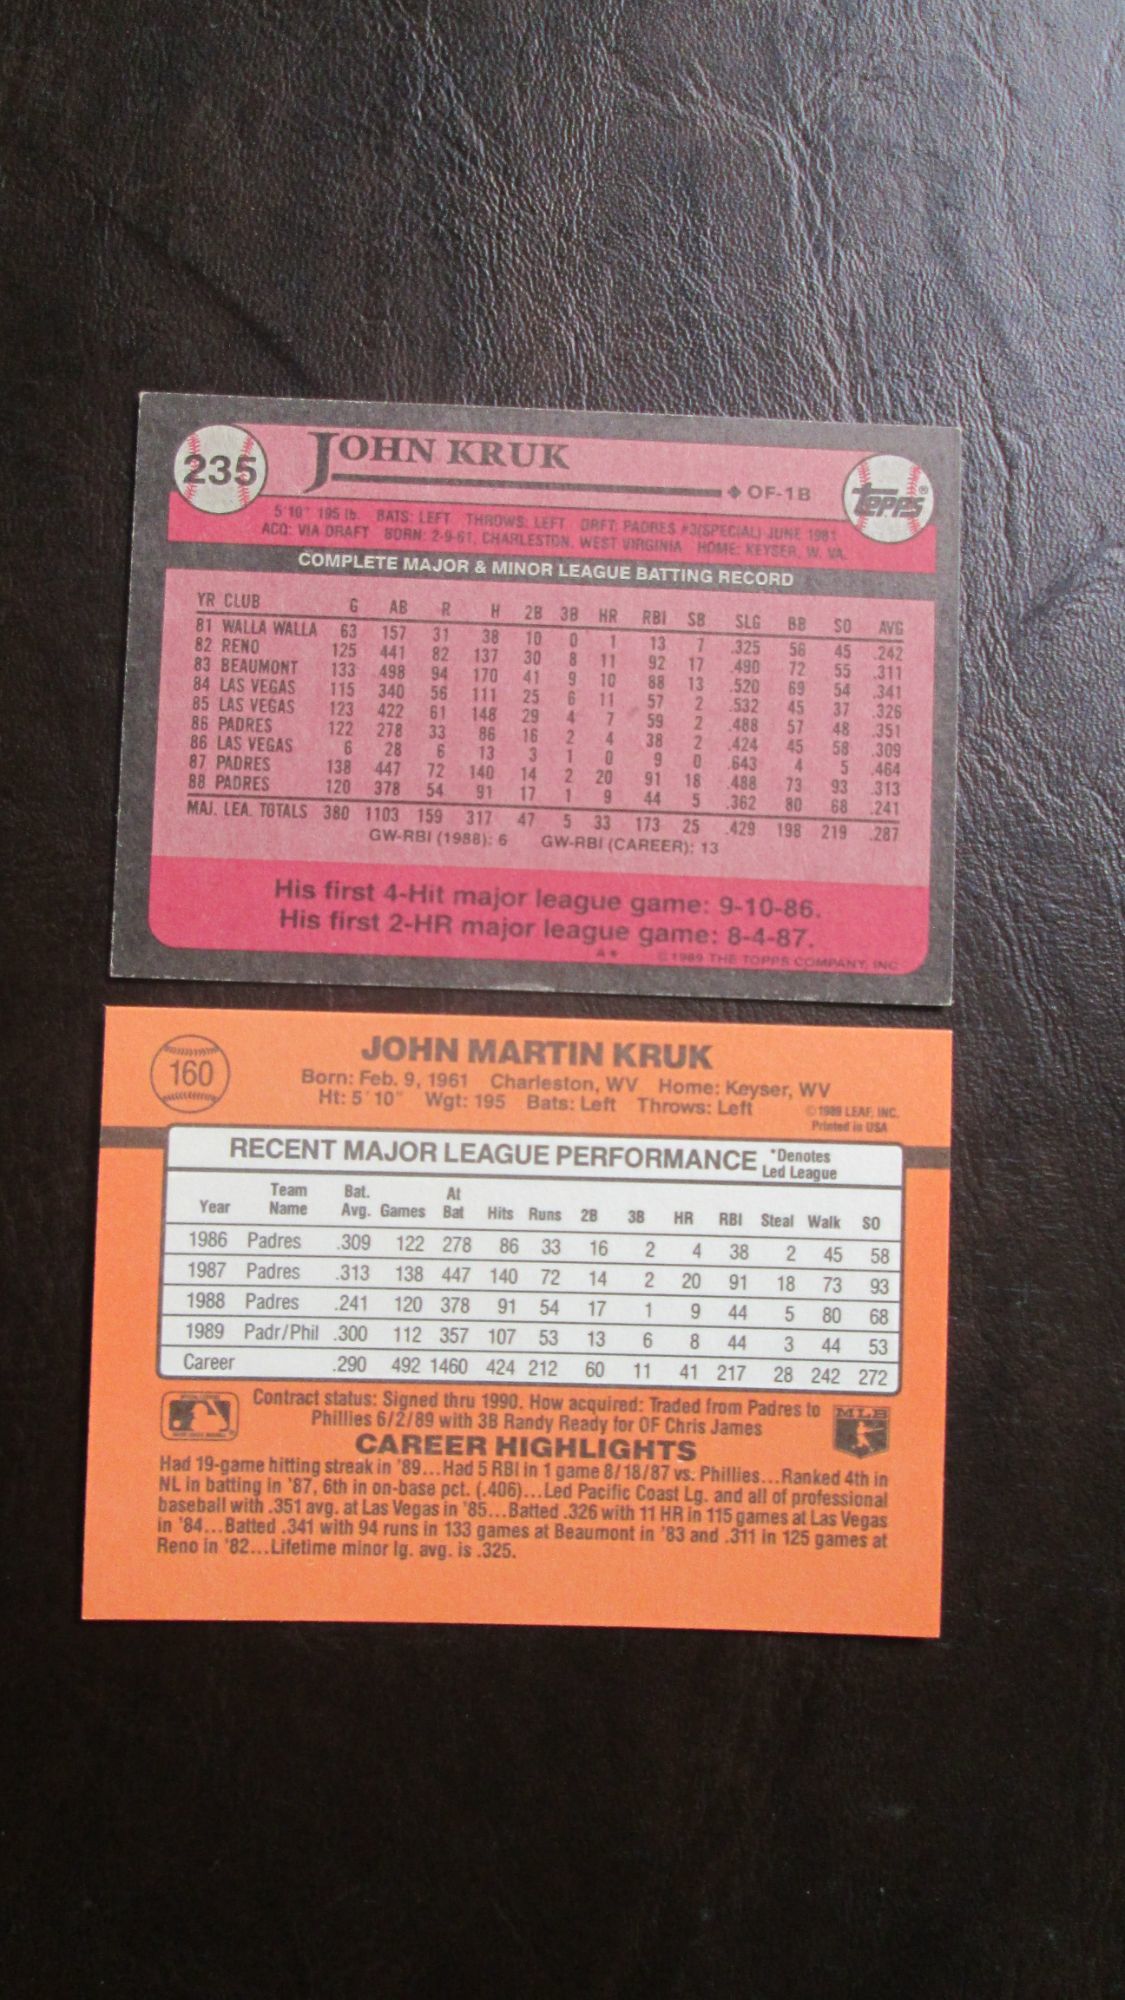 235
JOHN KRUK
OF-1B
TOPPS®
5'10" 195 lb. BATS: LEFT THROWS: LEFT DRFT: PADRES #3(SPECIAL) JUNE 1981
ACQ: VIA DRAFT BORN: 2-9-61, CHARLESTON, WEST VIRGINIA HOME: KEYSER, W. VA.
COMPLETE MAJOR & MINOR LEAGUE BATTING RECORD
YR CLUB G AB R H 2B 3B HR RBI SB SLG BB SO AVG
81 WALLA WALLA 63 157 31 38 10 0 1 13 7 .325 56 45 .242
82 RENO 125 441 82 137 30 8 11 92 17 .490 72 55 .311
83 BEAUMONT 133 498 94 170 41 9 10 88 13 .520 69 54 .341
84 LAS VEGAS 115 340 56 111 25 6 11 57 2 .532 45 37 .326
85 LAS VEGAS 123 422 61 148 29 4 7 59 2 .488 57 48 .351
86 PADRES 122 278 33 86 16 2 4 38 2 .424 45 58 .309
86 LAS VEGAS 6 28 6 13 3 1 0 9 0 .643 4 5 .464
87 PADRES 138 447 72 140 14 2 20 91 18 .488 73 93 .313
88 PADRES 120 378 54 91 17 1 9 44 5 .362 80 68 .241
MAJ. LEA. TOTALS 380 1103 159 317 47 5 33 173 25 .429 198 219 .287
GW-RBI (1988): 6 GW-RBI (CAREER): 13
His first 4-Hit major league game: 9-10-86.
His first 2-HR major league game: 8-4-87.
A* © 1989 THE TOPPS COMPANY, INC.
160
JOHN MARTIN KRUK
Born: Feb. 9, 1961 Charleston, WV Home: Keyser, WV
Ht: 5'10" Wgt: 195 Bats: Left Throws: Left
© 1989 LEAF, INC.
Printed in USA
RECENT MAJOR LEAGUE PERFORMANCE *Denotes
Led League
Team Bat. At
Year Name Avg. Games Bat Hits Runs 2B 3B HR RBI Steal Walk SO
1986 Padres .309 122 278 86 33 16 2 4 38 2 45 58
1987 Padres .313 138 447 140 72 14 2 20 91 18 73 93
1988 Padres .241 120 378 91 54 17 1 9 44 5 80 68
1989 Padr/Phil .300 112 357 107 53 13 6 8 44 3 44 53
Career .290 492 1460 424 212 60 11 41 217 28 242 272
Contract status: Signed thru 1990. How acquired: Traded from Padres to
Phillies 6/2/89 with 3B Randy Ready for OF Chris James
MLB
CAREER HIGHLIGHTS
Had 19-game hitting streak in '89...Had 5 RBI in 1 game 8/18/87 vs. Phillies...Ranked 4th in
NL in batting in '87, 6th in on-base pct. (.406)...Led Pacific Coast Lg. and all of professional
baseball with .351 avg. at Las Vegas in '85...Batted .326 with 11 HR in 115 games at Las Vegas
in '84...Batted .341 with 94 runs in 133 games at Beaumont in '83 and .311 in 125 games at
Reno in '82...Lifetime minor lg. avg. is .325.